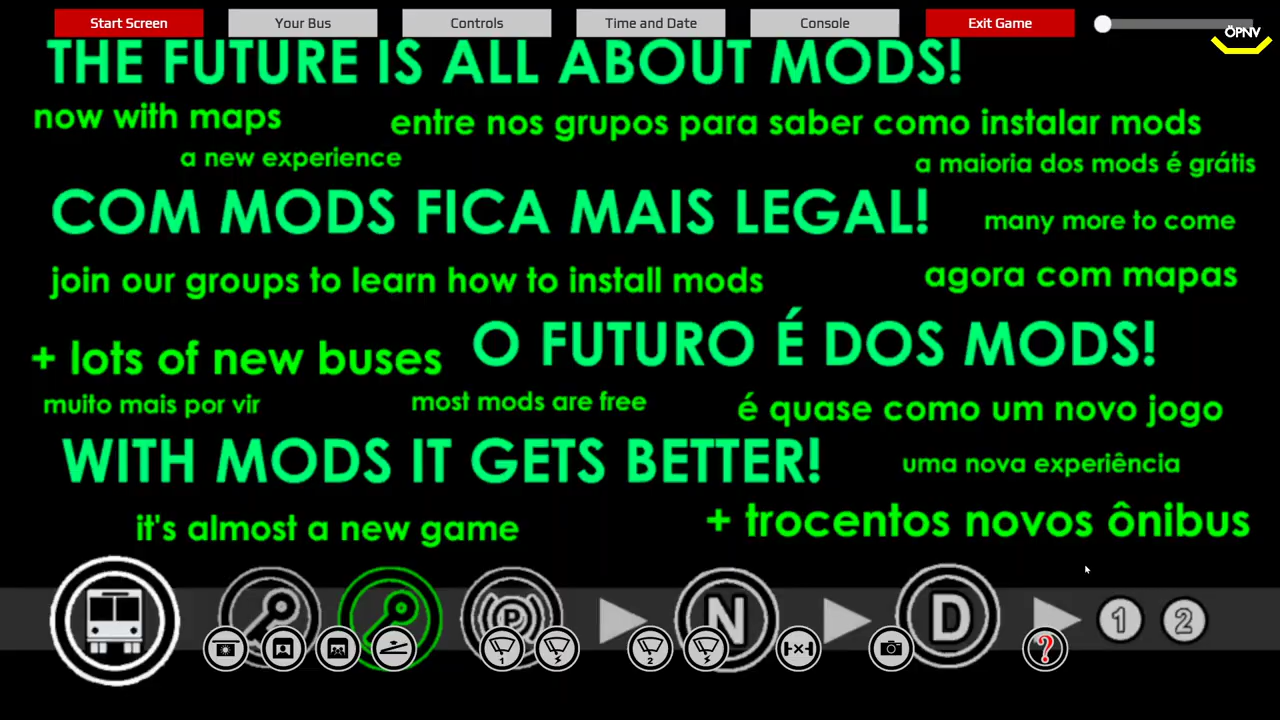 Start Screen
Your Bus
Controls
Time and Date
Console
Exit Game
ÖPNV
THE FUTURE IS ALL ABOUT MODS!
now with maps
entre nos grupos para saber como instalar mods
a new experience
a maioria dos mods é grátis
COM MODS FICA MAIS LEGAL!
many more to come
join our groups to learn how to install mods
agora com mapas
O FUTURO É DOS MODS!
+ lots of new buses
muito mais por vir
most mods are free
é quase como um novo jogo
WITH MODS IT GETS BETTER!
uma nova experiência
it's almost a new game
+ trocentos novos ônibus
P
N
D
1
2
1
2
?